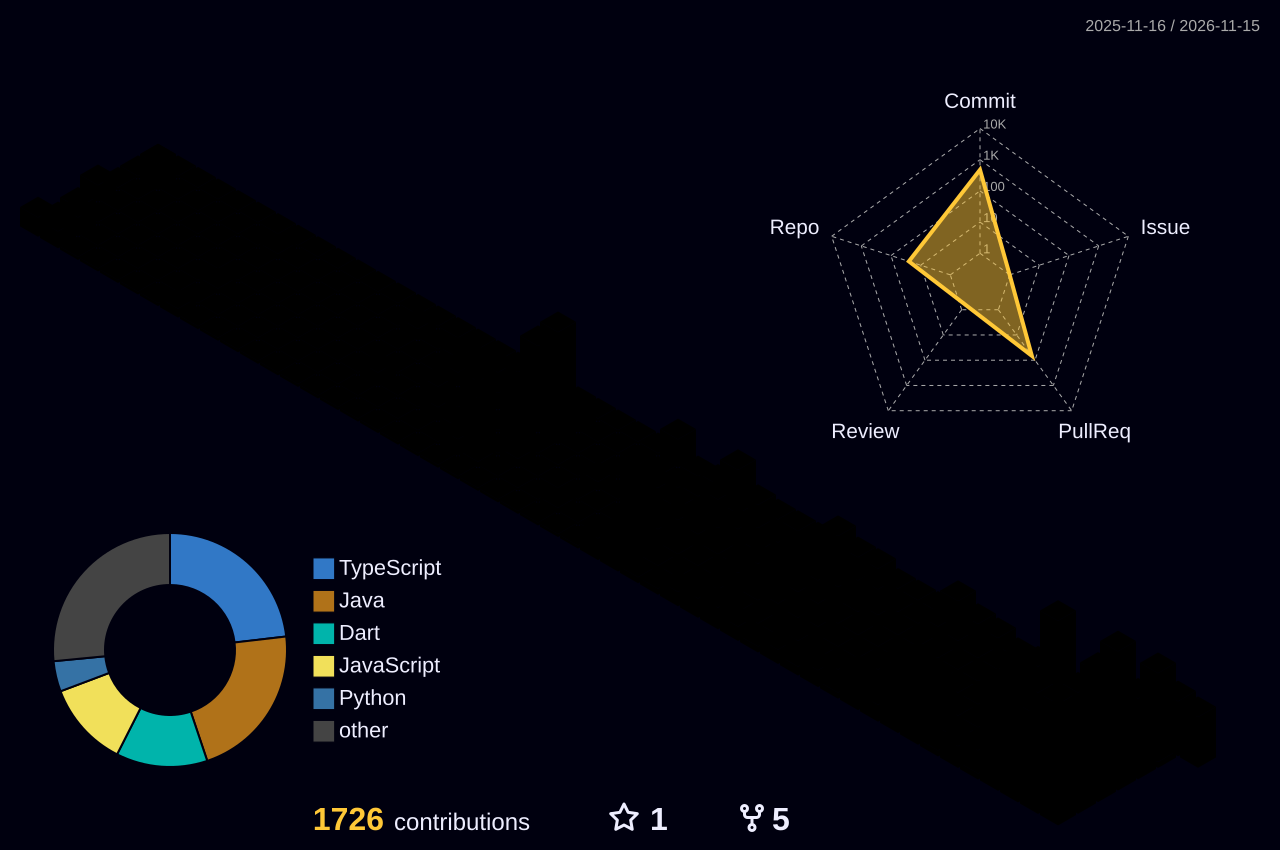 2025-11-16 / 2026-11-15
Commit
10K
1K
100
10
1
Repo
Issue
Review
PullReq
TypeScript
Java
Dart
JavaScript
Python
other
1726 contributions
1
5